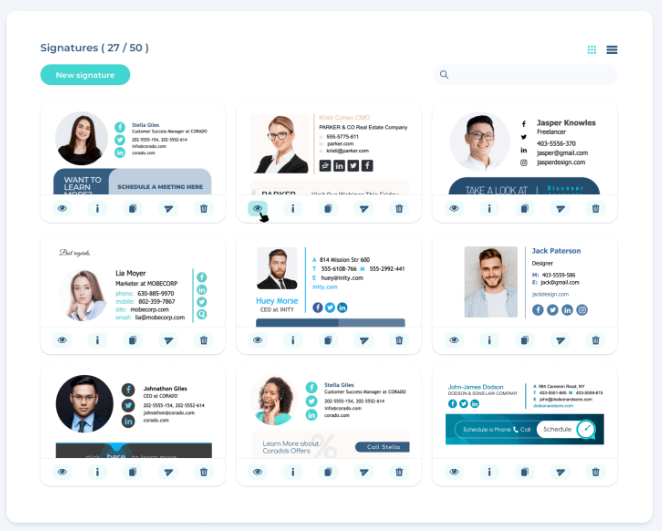 Signatures ( 27 / 50 )
New signature
Stella Giles
Customer Success Manager at CORADO
202-5555-154, 202-5552-614
info@corado.com
corado.com
WANT TO
LEARN
MORE?
SCHEDULE A MEETING HERE
Kristi Cohen CMO
PARKER & CO Real Estate Company
555-5775-611
parker.com
kristi@parker.com
PARKER
Visit Our Webinar This Friday
Jasper Knowles
Freelancer
403-5556-370
jasper@gmail.com
jasperdesign.com
TAKE A LOOK AT
Discover
Best regards,
Lia Moyer
Marketer at MOBECORP
phone: 630-885-9970
mobile: 802-359-7867
site: mobecorp.com
email: lia@mobecorp.com
Huey Morse
CEO at INITY
A 814 Mission Str 600
T 555-6108-766 M 555-2992-441
E huey@inity.com
inity.com
Jack Paterson
Designer
M: 403-5559-586
E: jack@gmail.com
jackdesign.com
Johnathon Giles
CEO at CORADO
202-5555-154, 202-5552-614
johnathon@corado.com
corado.com
click here to learn more
Stella Giles
Customer Success Manager at CORADO
202-5555-154, 202-5552-614
info@corado.com
corado.com
Learn More about
Corado's Offers
%
Call Stella
John-James Dodson
DODSON & SONS LAW COMPANY
Cameron Road, NY
Schedule a Phone Call
Schedule